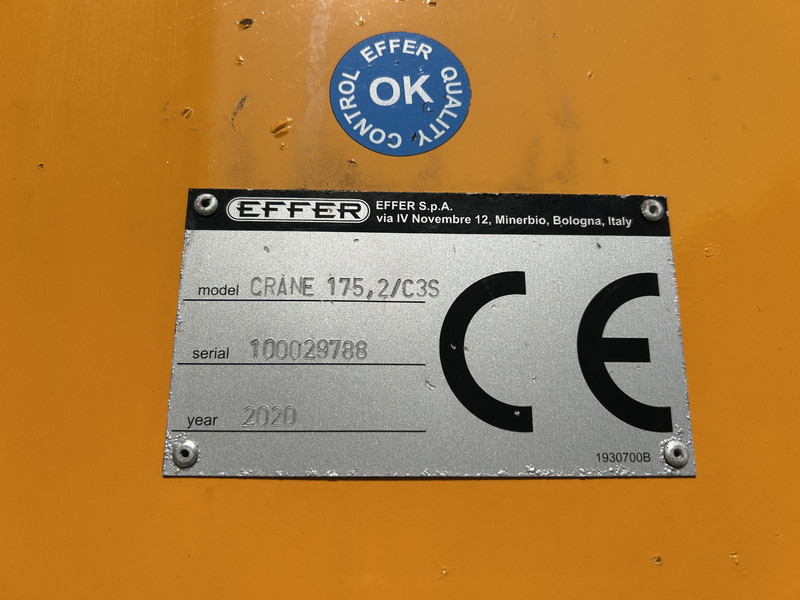 EFFER QUALITY CONTROL
OK
EFFER
EFFER S.p.A.
via IV Novembre 12, Minerbio, Bologna, Italy
model CRANE 175,2/C3S
serial 100029788
year 2020
CE
1930700B